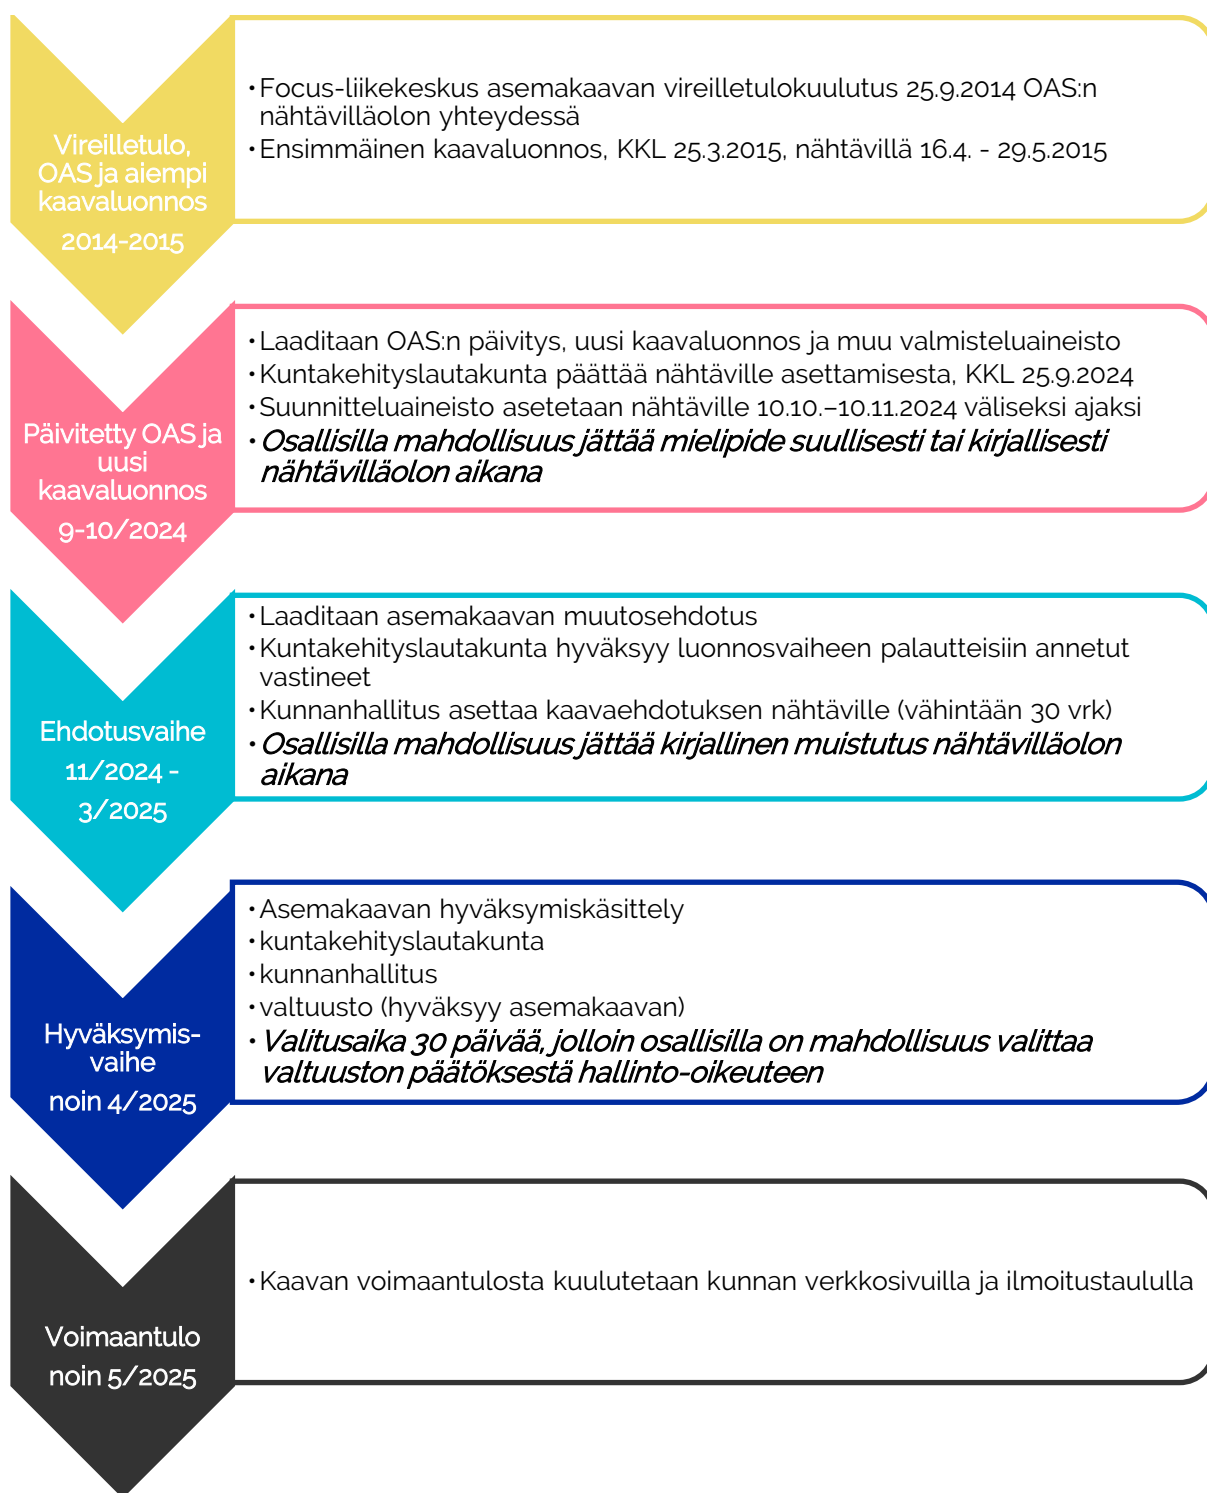 Vireilletulo,
OAS ja aiempi
kaavaluonnos
2014-2015
•Focus-liikekeskus asemakaavan vireilletulokuulutus 25.9.2014 OAS:n
nähtävilläolon yhteydessä
•Ensimmäinen kaavaluonnos, KKL 25.3.2015, nähtävillä 16.4. - 29.5.2015
Päivitetty OAS ja
uusi
kaavaluonnos
9-10/2024
•Laaditaan OAS:n päivitys, uusi kaavaluonnos ja muu valmisteluaineisto
•Kuntakehityslautakunta päättää nähtäville asettamisesta, KKL 25.9.2024
•Suunnitteluaineisto asetetaan nähtäville 10.10.–10.11.2024 väliseksi ajaksi
•Osallisilla mahdollisuus jättää mielipide suullisesti tai kirjallisesti
nähtävilläolon aikana
Ehdotusvaihe
11/2024 -
3/2025
•Laaditaan asemakaavan muutosehdotus
•Kuntakehityslautakunta hyväksyy luonnosvaiheen palautteisiin annetut
vastineet
•Kunnanhallitus asettaa kaavaehdotuksen nähtäville (vähintään 30 vrk)
•Osallisilla mahdollisuus jättää kirjallinen muistutus nähtävilläolon
aikana
Hyväksymis-
vaihe
noin 4/2025
•Asemakaavan hyväksymiskäsittely
•kuntakehityslautakunta
•kunnanhallitus
•valtuusto (hyväksyy asemakaavan)
•Valitusaika 30 päivää, jolloin osallisilla on mahdollisuus valittaa
valtuuston päätöksestä hallinto-oikeuteen
Voimaantulo
noin 5/2025
•Kaavan voimaantulosta kuulutetaan kunnan verkkosivuilla ja ilmoitustaululla